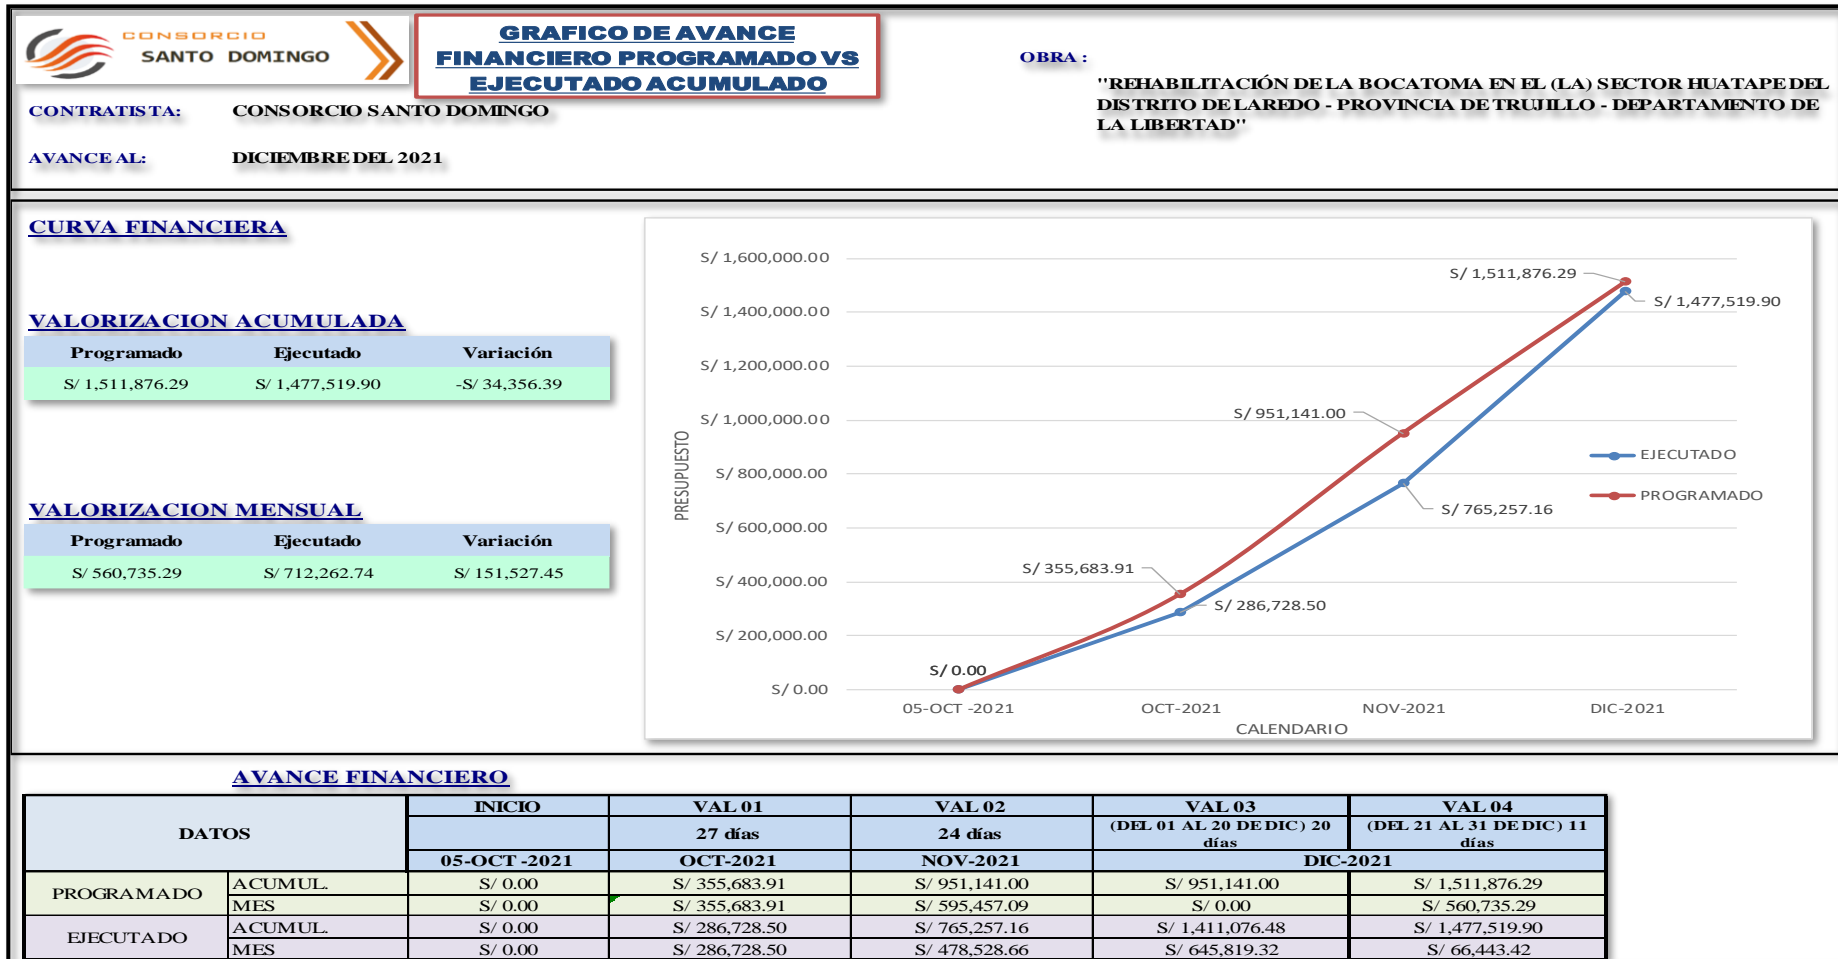 CONSORCIO
SANTO DOMINGO
GRAFICO DE AVANCE
FINANCIERO PROGRAMADO VS
EJECUTADO ACUMULADO
OBRA :
"REHABILITACIÓN DE LA BOCATOMA EN EL (LA) SECTOR HUATAPE DEL
DISTRITO DE LAREDO - PROVINCIA DE TRUJILLO - DEPARTAMENTO DE
LA LIBERTAD"
CONTRATISTA: CONSORCIO SANTO DOMINGO
AVANCE AL: DICIEMBRE DEL 2021
CURVA FINANCIERA
VALORIZACION ACUMULADA
Programado Ejecutado Variación
S/ 1,511,876.29 S/ 1,477,519.90 -S/ 34,356.39
VALORIZACION MENSUAL
Programado Ejecutado Variación
S/ 560,735.29 S/ 712,262.74 S/ 151,527.45
PRESUPUESTO
S/ 1,600,000.00
S/ 1,400,000.00
S/ 1,200,000.00
S/ 1,000,000.00
S/ 800,000.00
S/ 600,000.00
S/ 400,000.00
S/ 200,000.00
S/ 0.00
S/ 1,511,876.29
S/ 1,477,519.90
S/ 951,141.00
S/ 765,257.16
S/ 355,683.91
S/ 286,728.50
S/ 0.00
EJECUTADO
PROGRAMADO
05-OCT -2021 OCT-2021 NOV-2021 DIC-2021
CALENDARIO
AVANCE FINANCIERO
DATOS INICIO VAL 01 VAL 02 VAL 03 VAL 04
27 días 24 días (DEL 01 AL 20 DE DIC) 20 días (DEL 21 AL 31 DE DIC) 11 días
05-OCT -2021 OCT-2021 NOV-2021 DIC-2021
PROGRAMADO ACUMUL. S/ 0.00 S/ 355,683.91 S/ 951,141.00 S/ 951,141.00 S/ 1,511,876.29
MES S/ 0.00 S/ 355,683.91 S/ 595,457.09 S/ 0.00 S/ 560,735.29
EJECUTADO ACUMUL. S/ 0.00 S/ 286,728.50 S/ 765,257.16 S/ 1,411,076.48 S/ 1,477,519.90
MES S/ 0.00 S/ 286,728.50 S/ 478,528.66 S/ 645,819.32 S/ 66,443.42